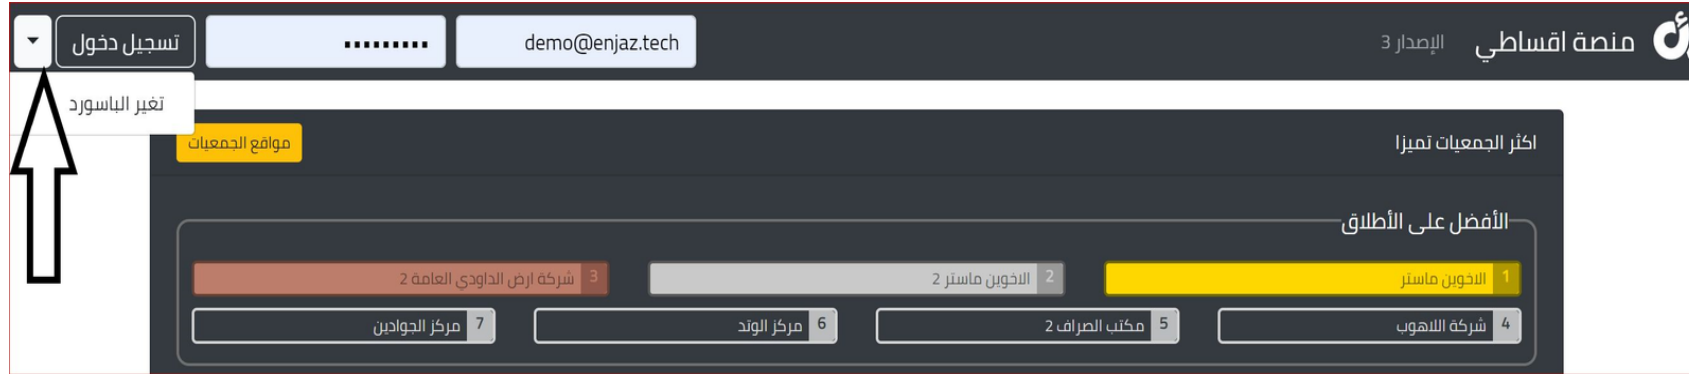 منصة اقساطي الإصدار 3 demo@enjaz.tech ••••••••• تسجيل دخول
تغير الباسورد
اكثر الجمعيات تميزا مواقع الجمعيات
الأفضل على الأطلاق
1 الاخوين ماستر 2 الاخوين ماستر 2 3 شركة ارض الداودي العامة 2
4 شركة اللاهوب 5 مكتب الصراف 2 6 مركز الوتد 7 مركز الجوادين